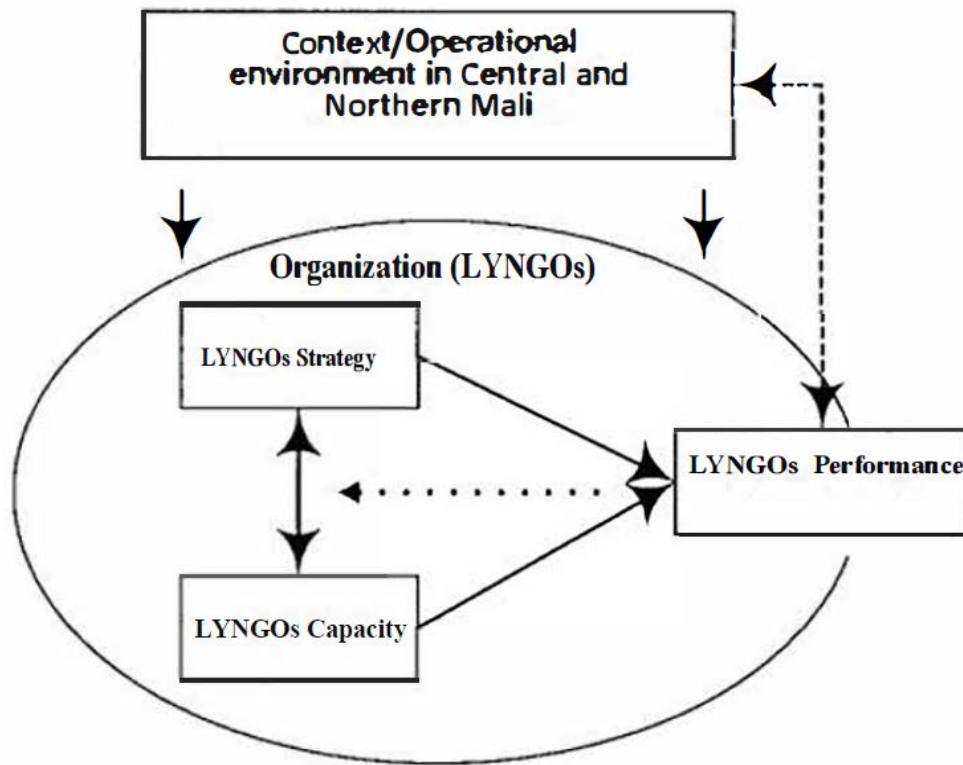 Context/Operational
environment in Central and
Northern Mali
Organization (LYNGOs)
LYNGOs Strategy
LYNGOs Performance
LYNGOs Capacity